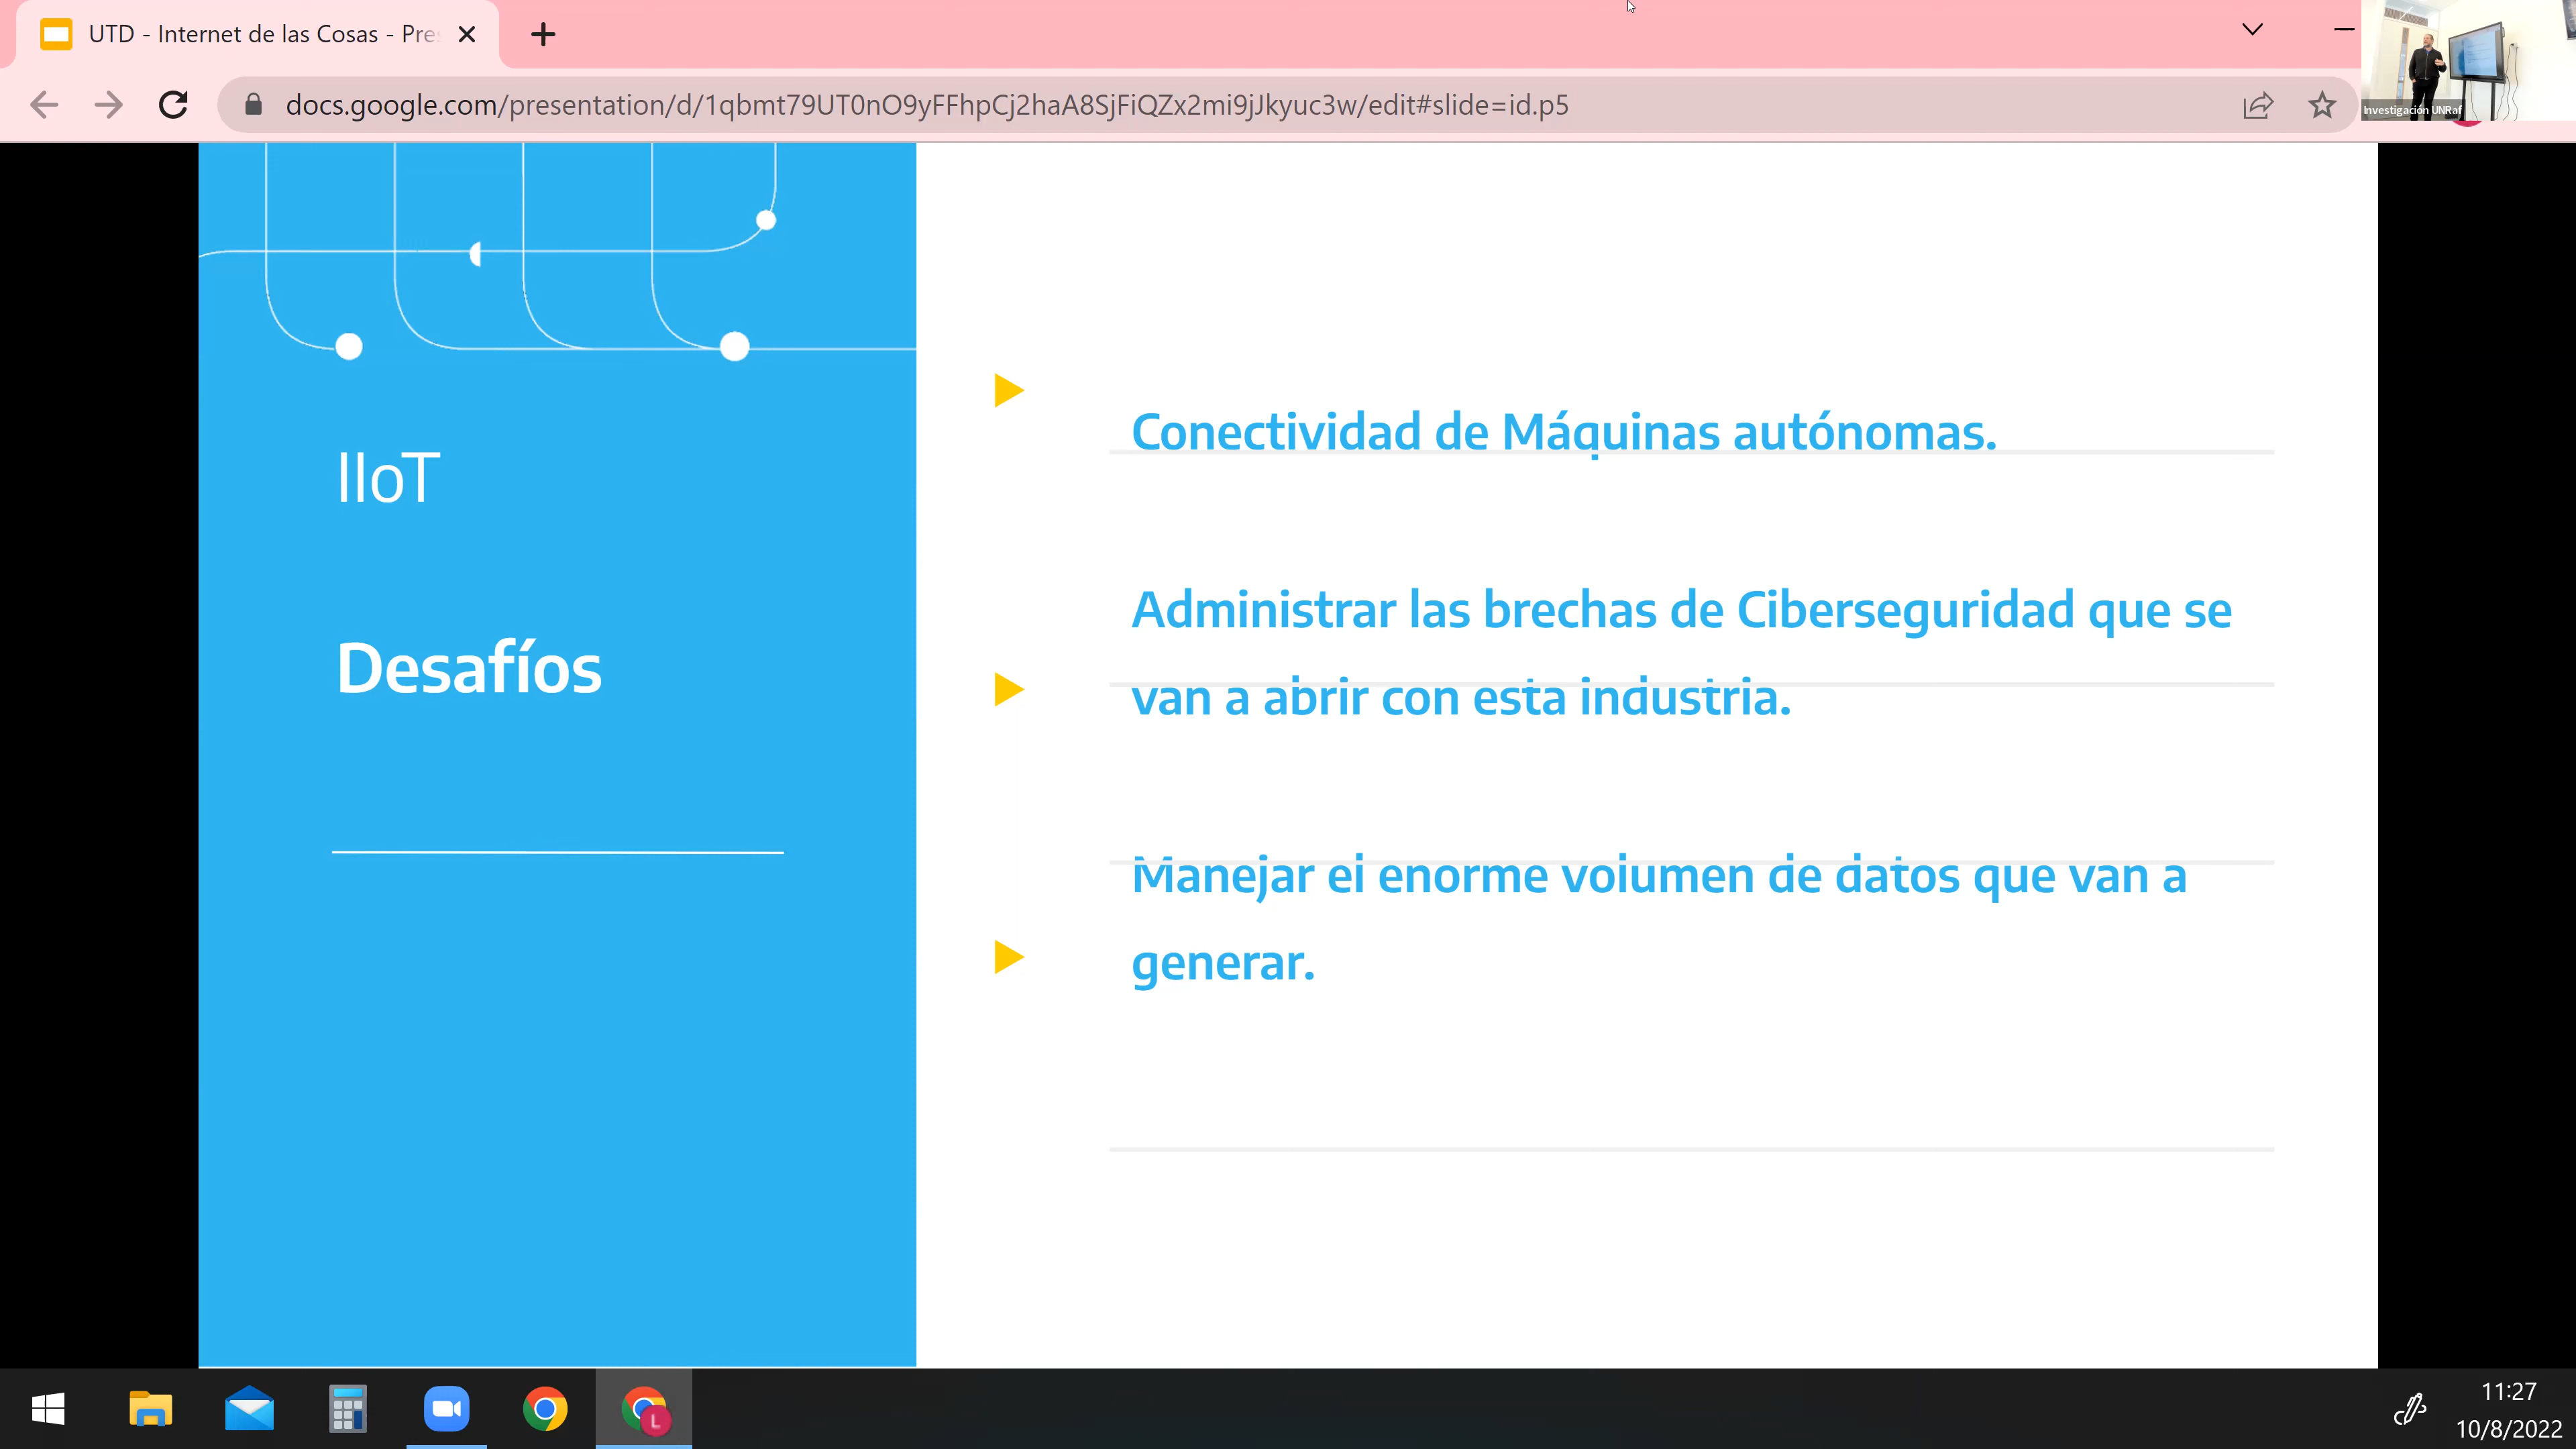 UTD - Internet de las Cosas - Pre
docs.google.com/presentation/d/1qbmt79UT0nO9yFFhpCj2haA8SjFiQZx2mi9jJkyuc3w/edit#slide=id.p5
Investigación UNRaf
IIoT
Desafíos
Conectividad de Máquinas autónomas.
Administrar las brechas de Ciberseguridad que se
van a abrir con esta industria.
Manejar el enorme volumen de datos que van a
generar.
L
11:27
10/8/2022